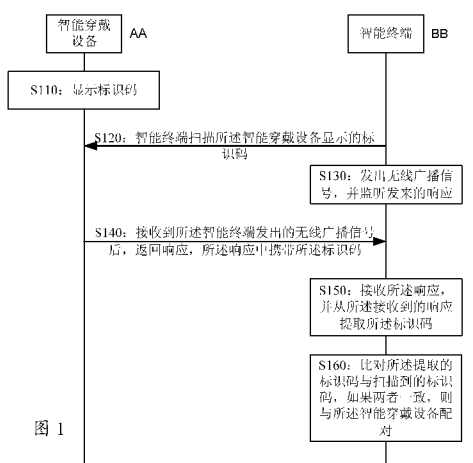 智能穿戴
设备
AA
智能终端
BB
S110：显示标识码
S120：智能终端扫描所述智能穿戴设备显示的标
识码
S130：发出无线广播信
号，并监听发来的响应
S140：接收到所述智能终端发出的无线广播信号
后，返回响应，所述响应中携带所述标识码
S150：接收所述响应，
并从所述接收到的响应
提取所述标识码
S160：比对所述提取的
标识码与扫描到的标识
码，如果两者一致，则
与所述智能穿戴设备配
对
图 1